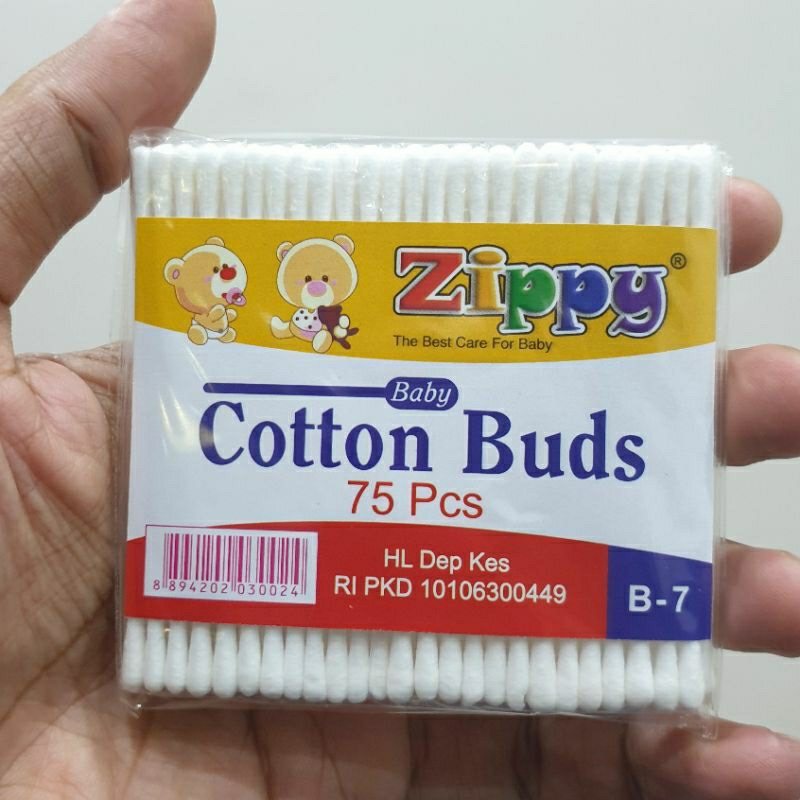 Zippy®
The Best Care For Baby
Baby
Cotton Buds
75 Pcs
HL Dep Kes
RI PKD 10106300449
8 894202 030024
B-7